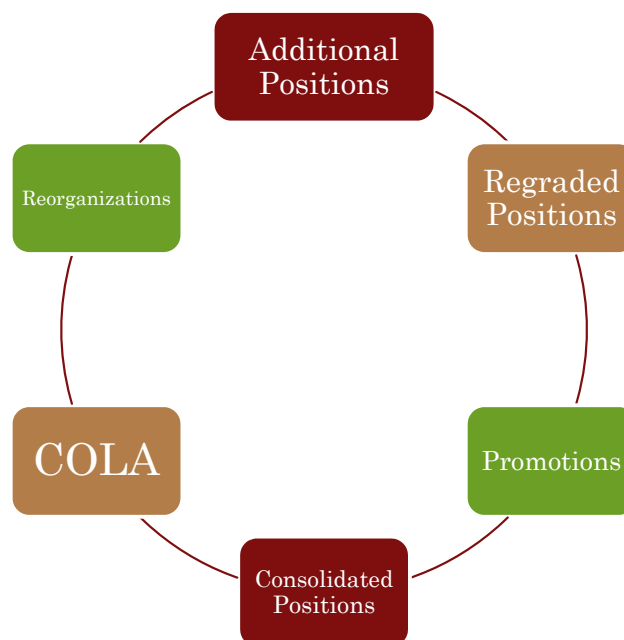 Additional
Positions
Regraded
Positions
Promotions
Consolidated
Positions
COLA
Reorganizations